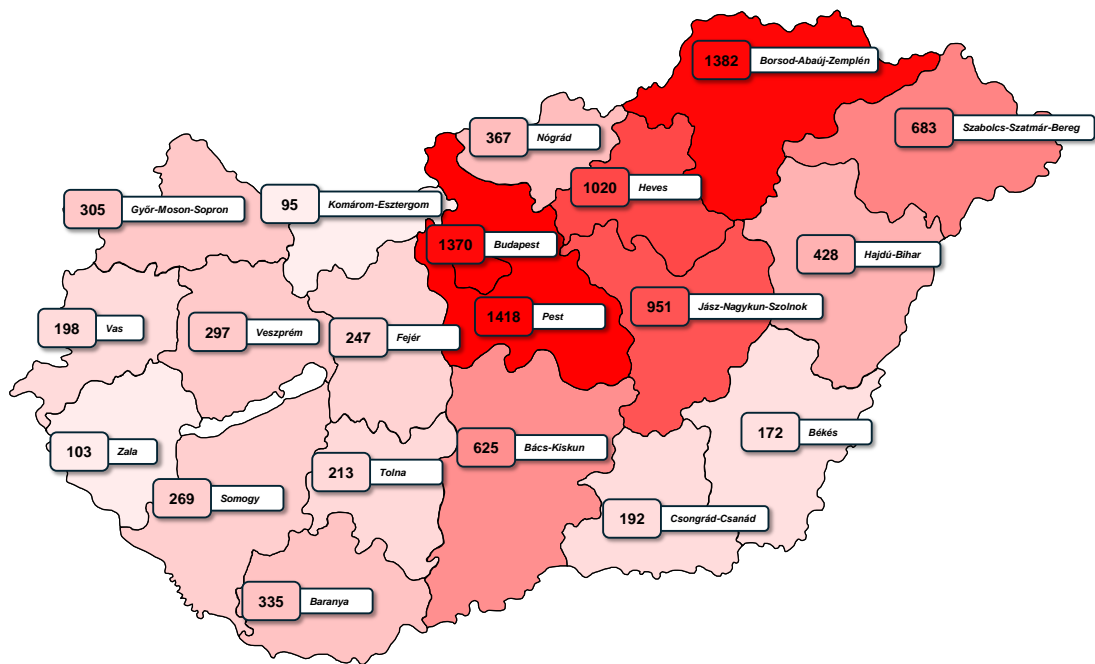 1382 Borsod-Abaúj-Zemplén
683 Szabolcs-Szatmár-Bereg
367 Nógrád
1020 Heves
305 Győr-Moson-Sopron
95 Komárom-Esztergom
1370 Budapest
428 Hajdú-Bihar
198 Vas
297 Veszprém
247 Fejér
1418 Pest
951 Jász-Nagykun-Szolnok
103 Zala
269 Somogy
213 Tolna
625 Bács-Kiskun
172 Békés
192 Csongrád-Csanád
335 Baranya